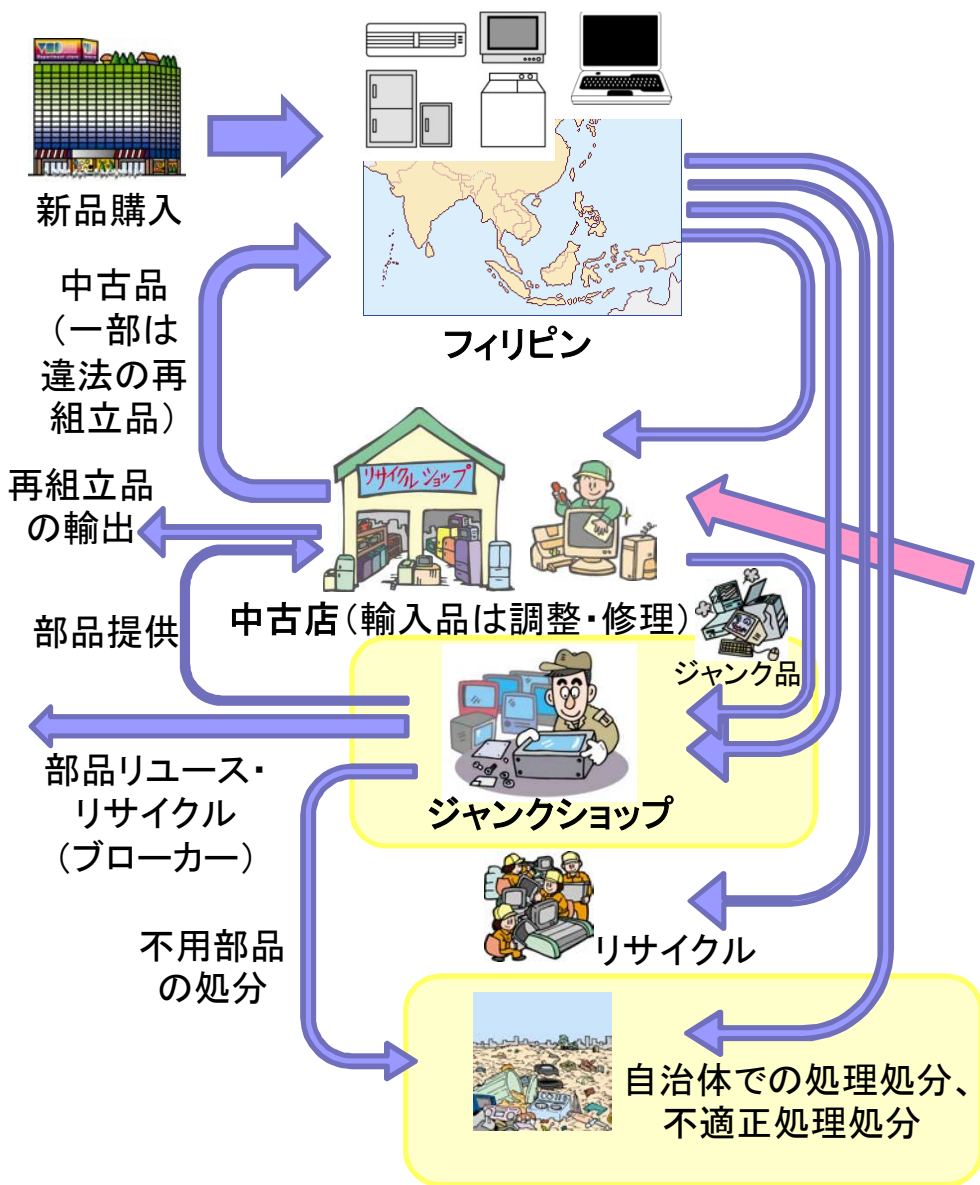 新品購入
フィリピン
中古品
（一部は
違法の再
組立品）
リサイクルショップ
再組立品
の輸出
中古店（輸入品は調整・修理）
部品提供
ジャンク品
ジャンクショップ
部品リユース・
リサイクル
（ブローカー）
リサイクル
不用部品
の処分
自治体での処理処分、
不適正処理処分